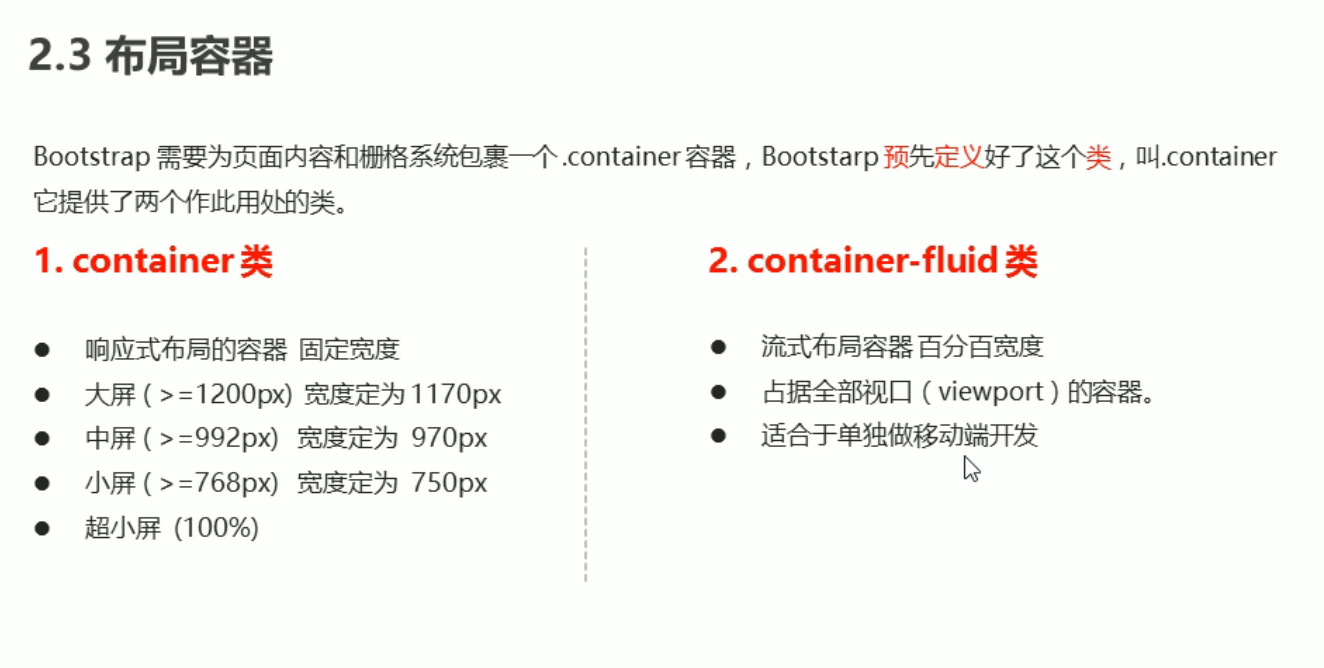 2.3 布局容器
Bootstrap 需要为页面内容和栅格系统包裹一个 .container 容器，Bootstarp 预先定义好了这个类，叫.container
它提供了两个作此用处的类。
1. container 类
响应式布局的容器 固定宽度
大屏 ( >=1200px) 宽度定为 1170px
中屏 ( >=992px) 宽度定为 970px
小屏 ( >=768px) 宽度定为 750px
超小屏 (100%)
2. container-fluid 类
流式布局容器 百分百宽度
占据全部视口（viewport）的容器。
适合于单独做移动端开发